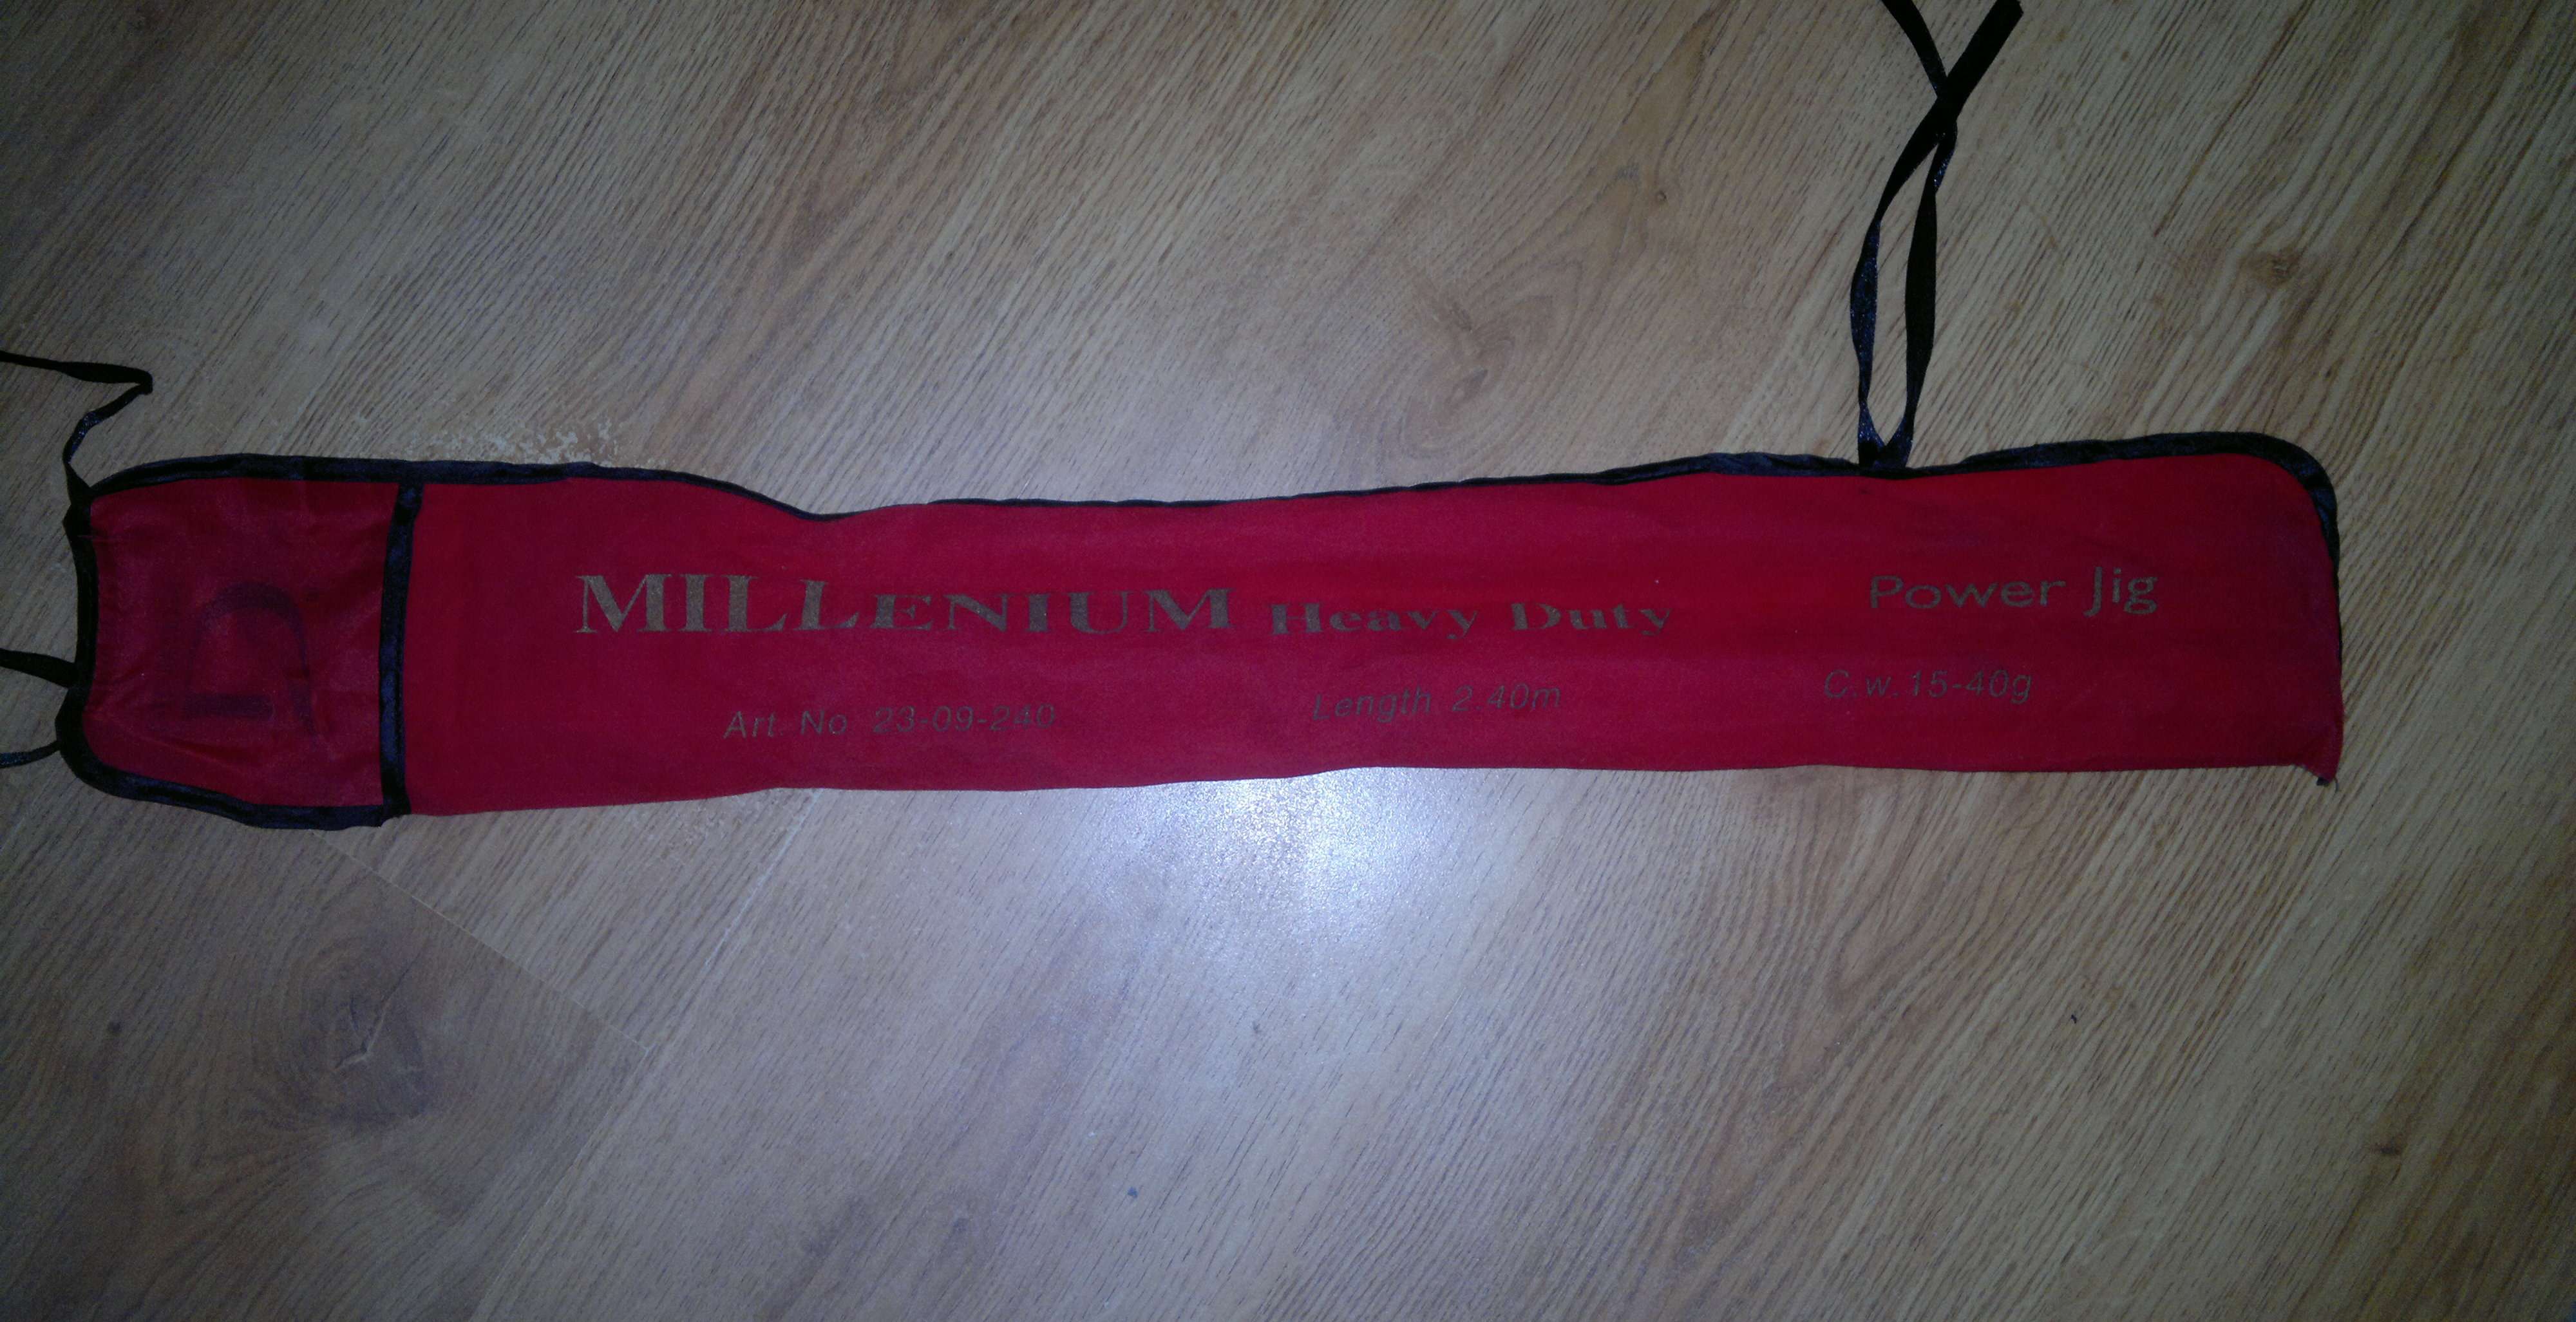 MILLENIUM Heavy Duty Power Jig
Art. No 23-09-240 Length 2.40m C.w. 15-40g